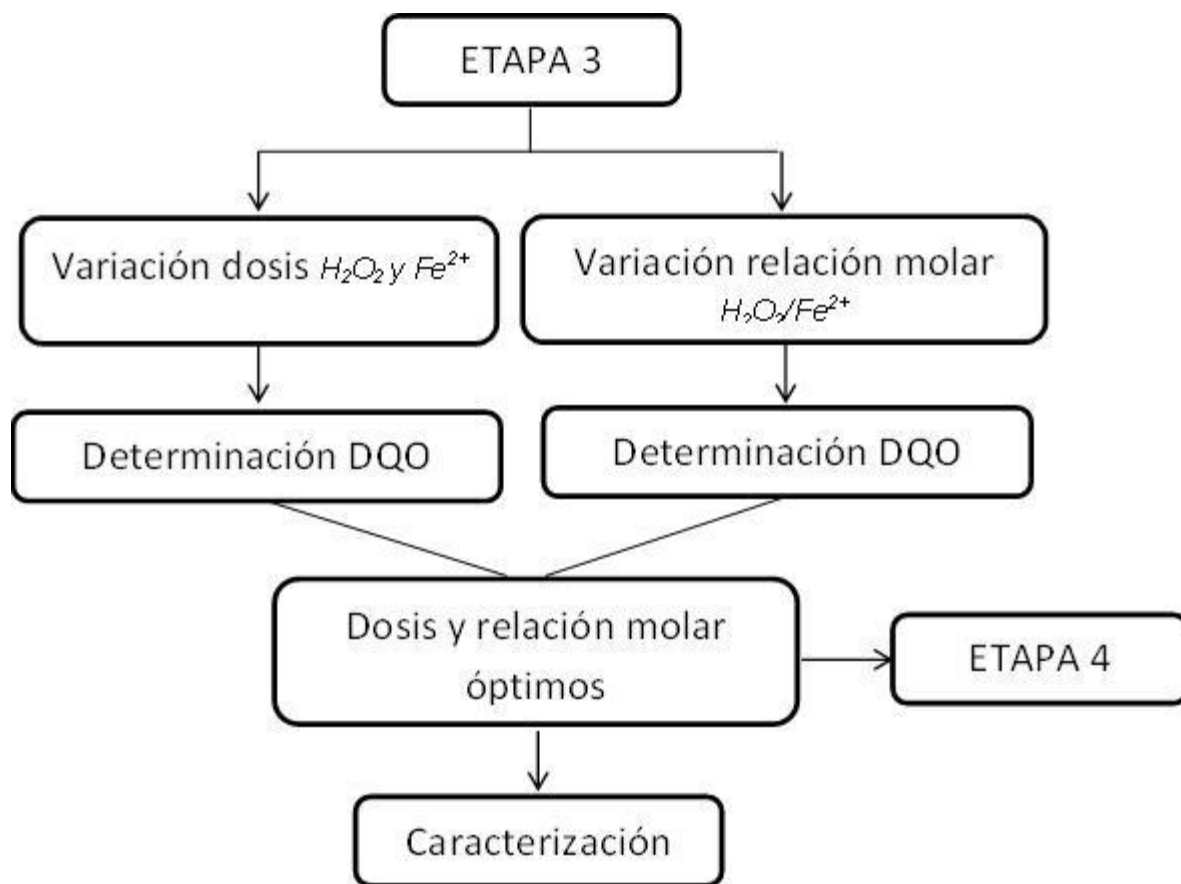 ETAPA 3
Variación dosis H₂O₂ y Fe²⁺
Variación relación molar
H₂O₂/Fe²⁺
Determinación DQO
Determinación DQO
Dosis y relación molar
óptimos
ETAPA 4
Caracterización